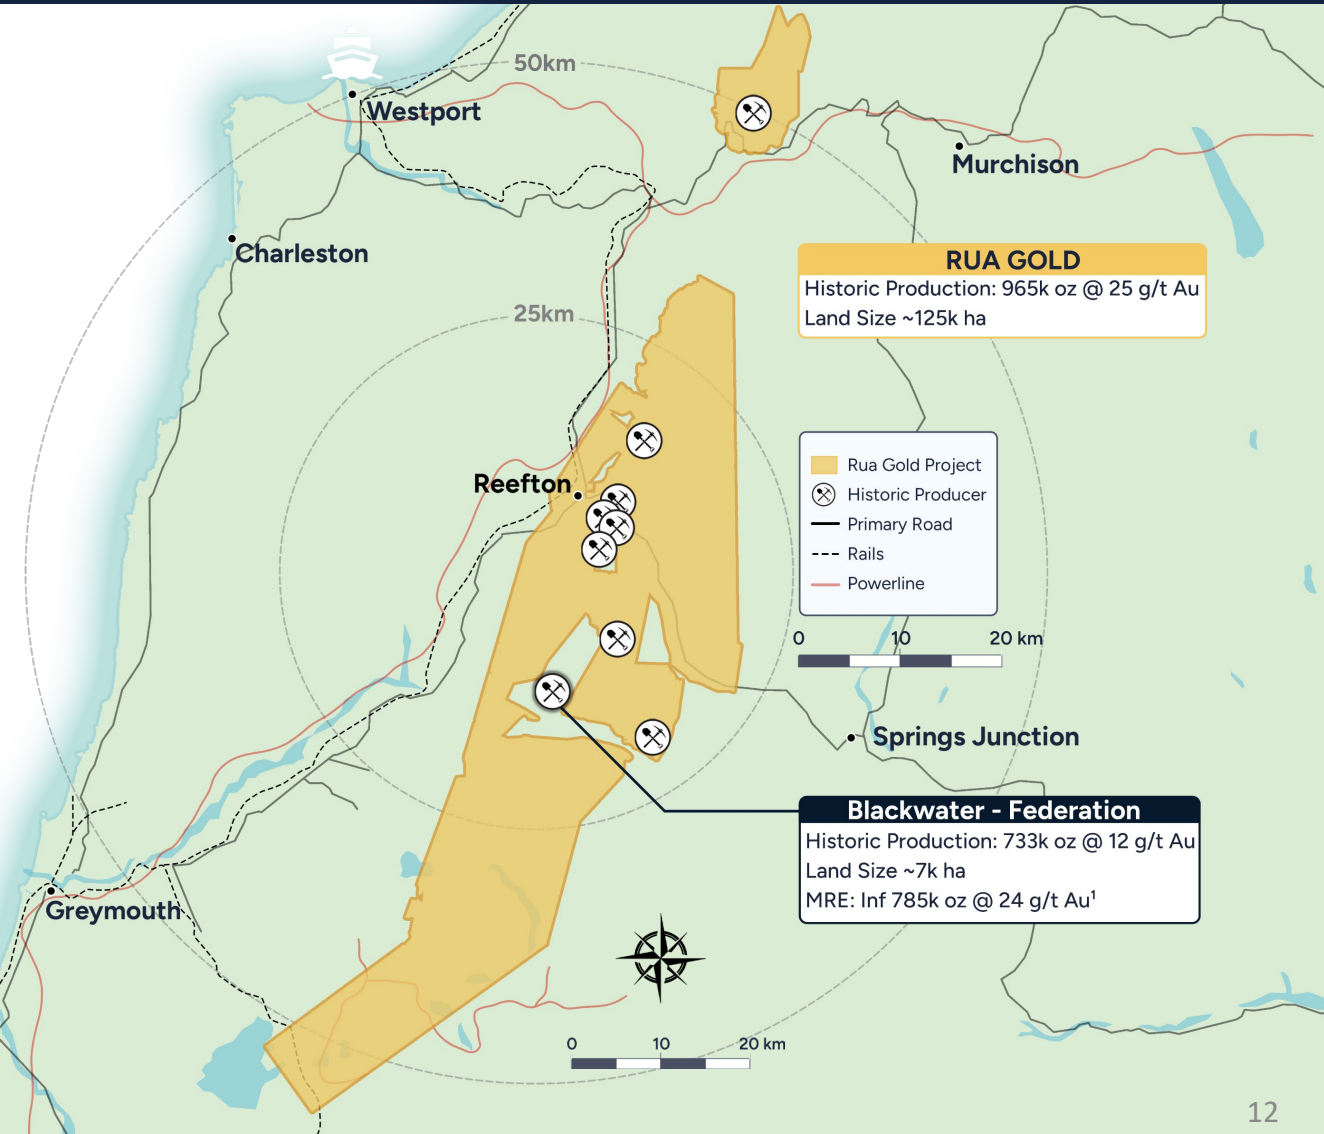 50km
Westport
Murchison
Charleston
RUA GOLD
Historic Production: 965k oz @ 25 g/t Au
Land Size ~125k ha
25km
Rua Gold Project
Historic Producer
Primary Road
Rails
Powerline
Reefton
0 10 20 km
Springs Junction
Blackwater - Federation
Historic Production: 733k oz @ 12 g/t Au
Land Size ~7k ha
MRE: Inf 785k oz @ 24 g/t Au¹
Greymouth
0 10 20 km
12